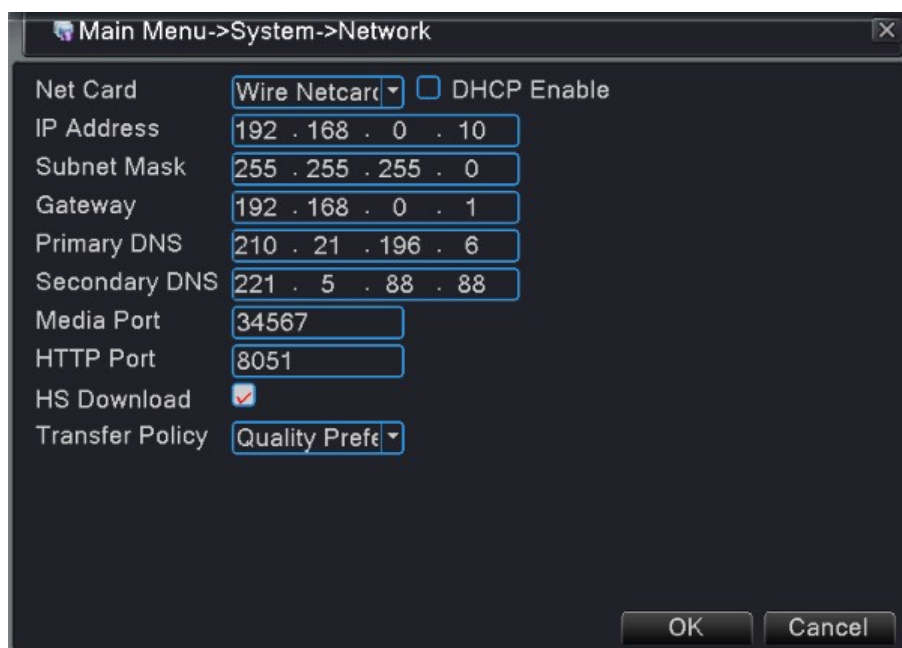 Main Menu->System->Network
Net Card Wire Netcarc DHCP Enable
IP Address 192 . 168 . 0 . 10
Subnet Mask 255 . 255 . 255 . 0
Gateway 192 . 168 . 0 . 1
Primary DNS 210 . 21 . 196 . 6
Secondary DNS 221 . 5 . 88 . 88
Media Port 34567
HTTP Port 8051
HS Download
Transfer Policy Quality Prefe
OK Cancel